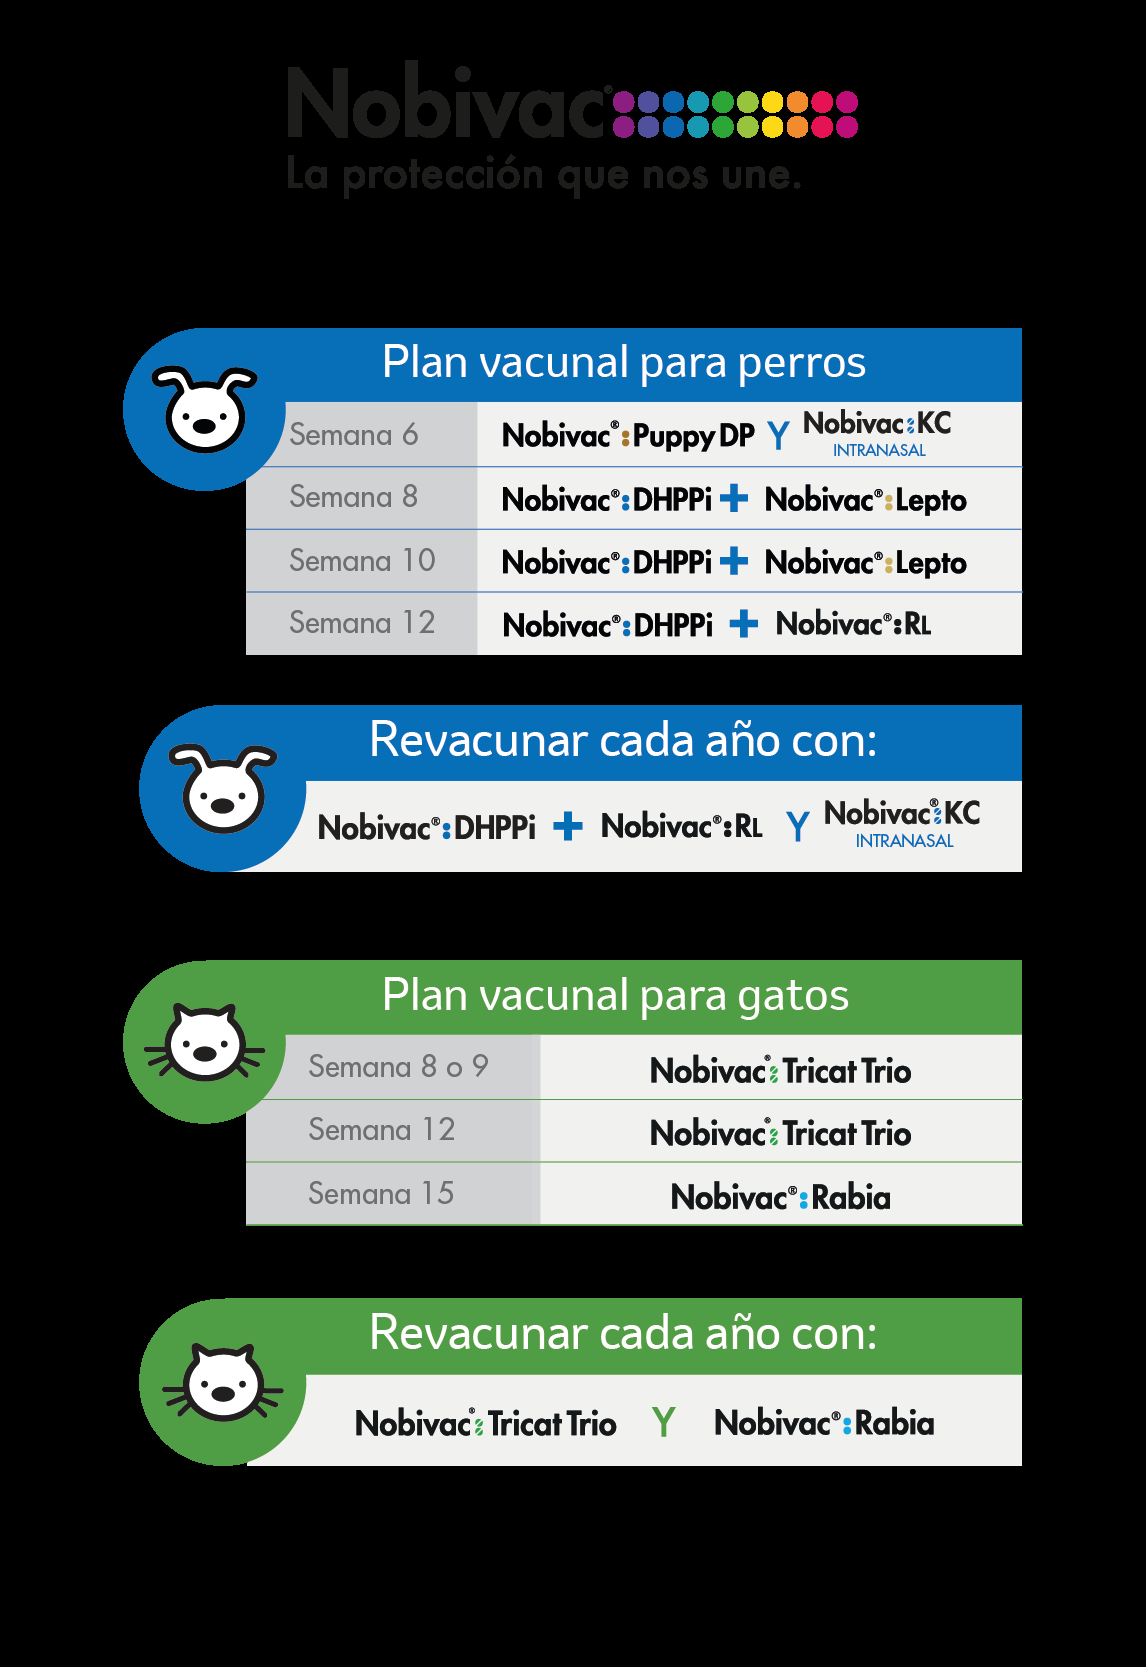 Nobivac®
La protección que nos une.
Plan vacunal para perros
Semana 6 Nobivac® Puppy DP Y Nobivac KC
INTRANASAL
Semana 8 Nobivac® DHPPi + Nobivac® Lepto
Semana 10 Nobivac® DHPPi + Nobivac® Lepto
Semana 12 Nobivac® DHPPi + Nobivac® RL
Revacunar cada año con:
Nobivac® DHPPi + Nobivac® RL Y Nobivac® KC
INTRANASAL
Plan vacunal para gatos
Semana 8 o 9 Nobivac® Tricat Trio
Semana 12 Nobivac® Tricat Trio
Semana 15 Nobivac® Rabia
Revacunar cada año con:
Nobivac® Tricat Trio Y Nobivac® Rabia